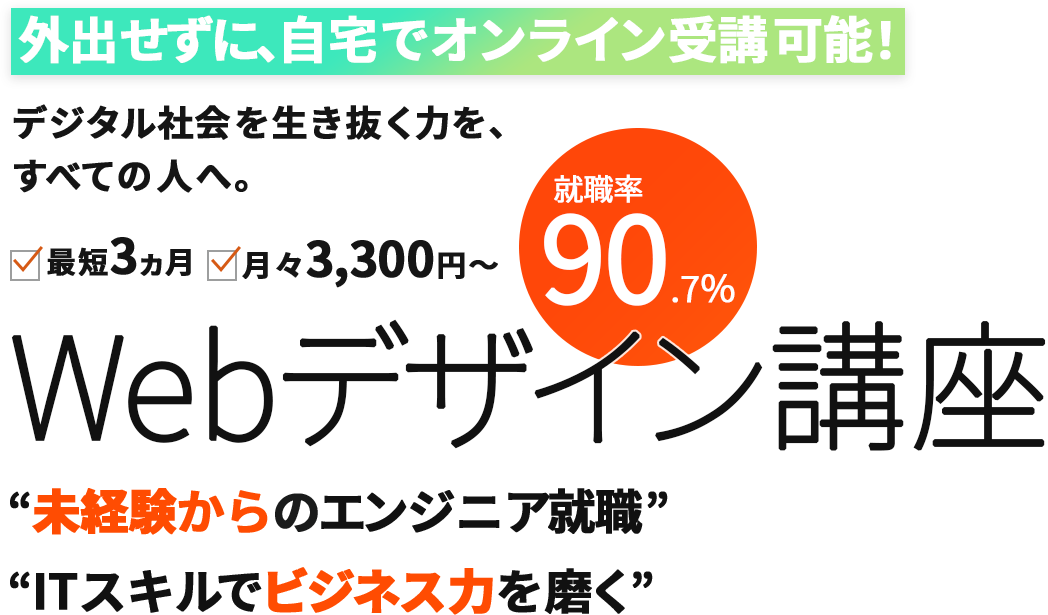 外出せずに、自宅でオンライン受講可能！
デジタル社会を生き抜く力を、
すべての人へ。
就職率
90.7%
最短3ヵ月 月々3,300円〜
Webデザイン講座
“未経験からのエンジニア就職”
“ITスキルでビジネス力を磨く”